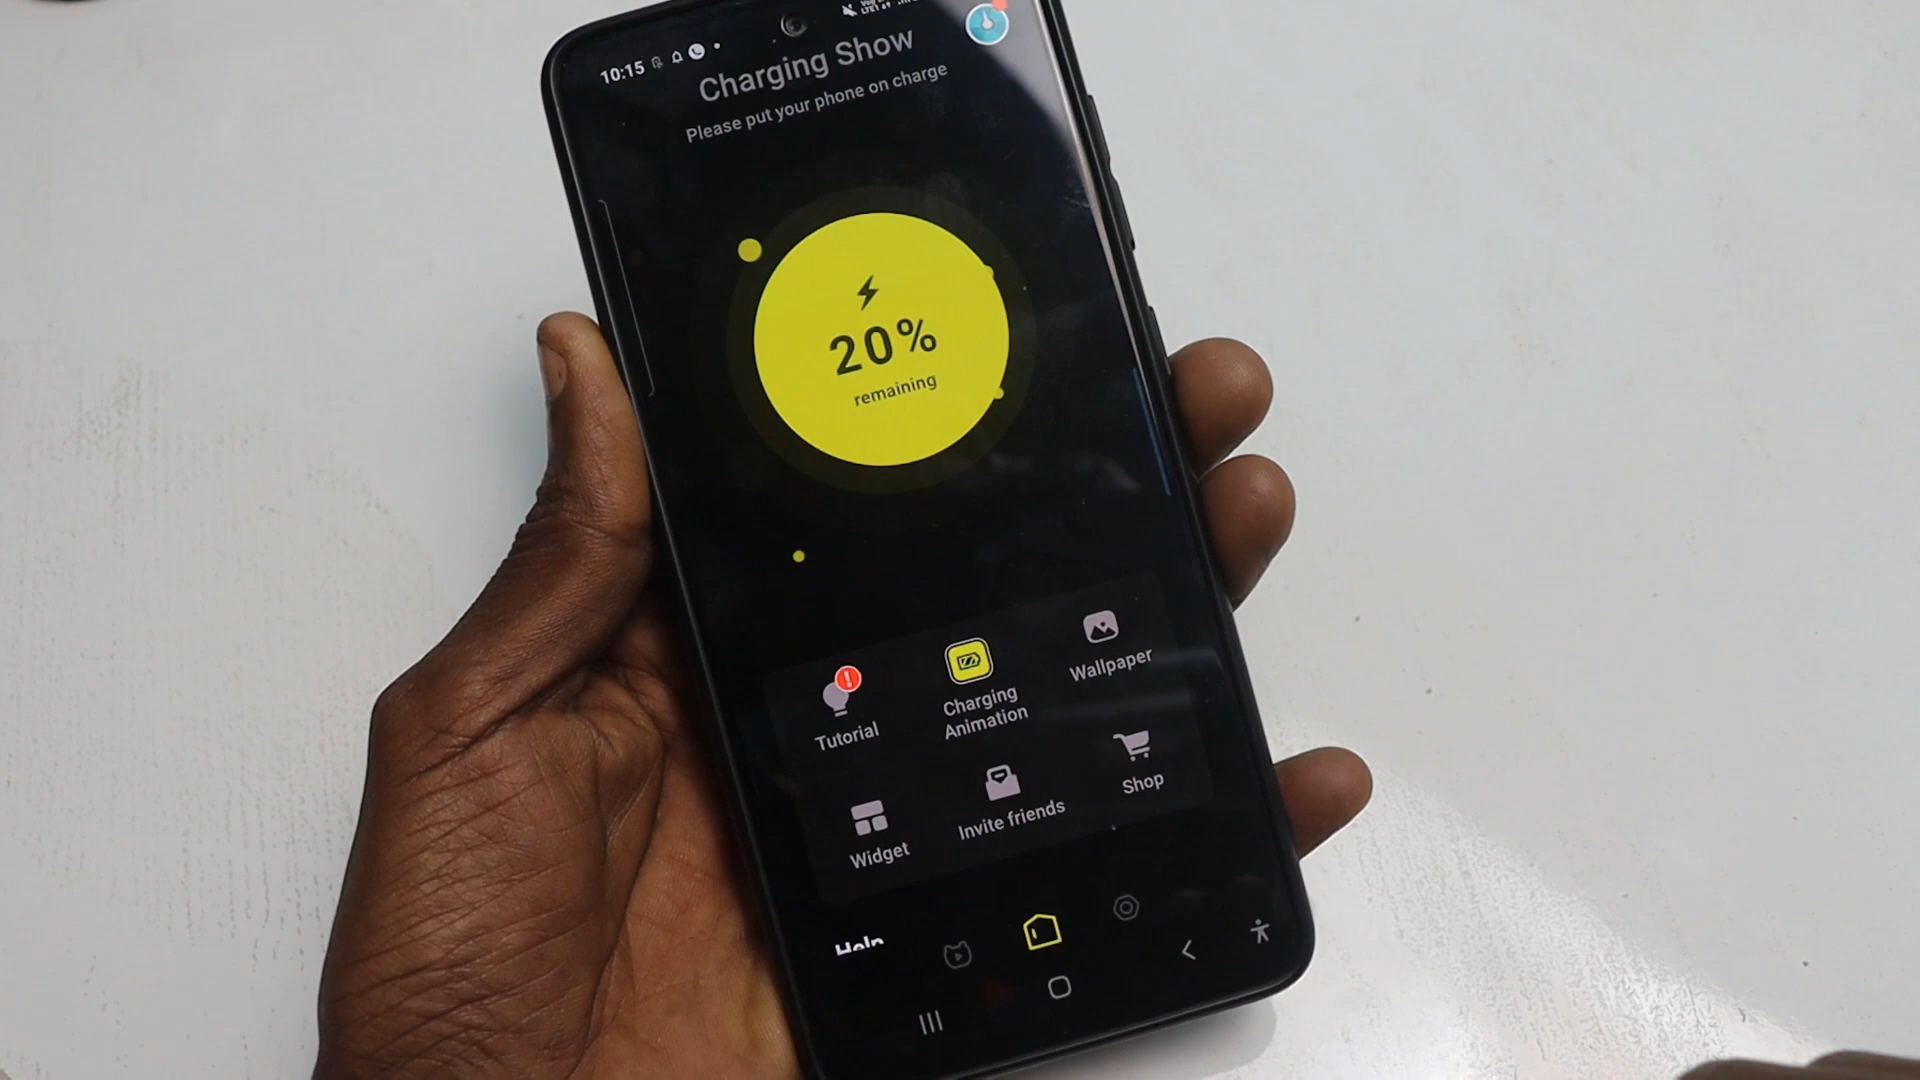 10:15
Charging Show
Please put your phone on charge
20%
remaining
Tutorial
Charging
Animation
Wallpaper
Widget
Invite friends
Shop
Help